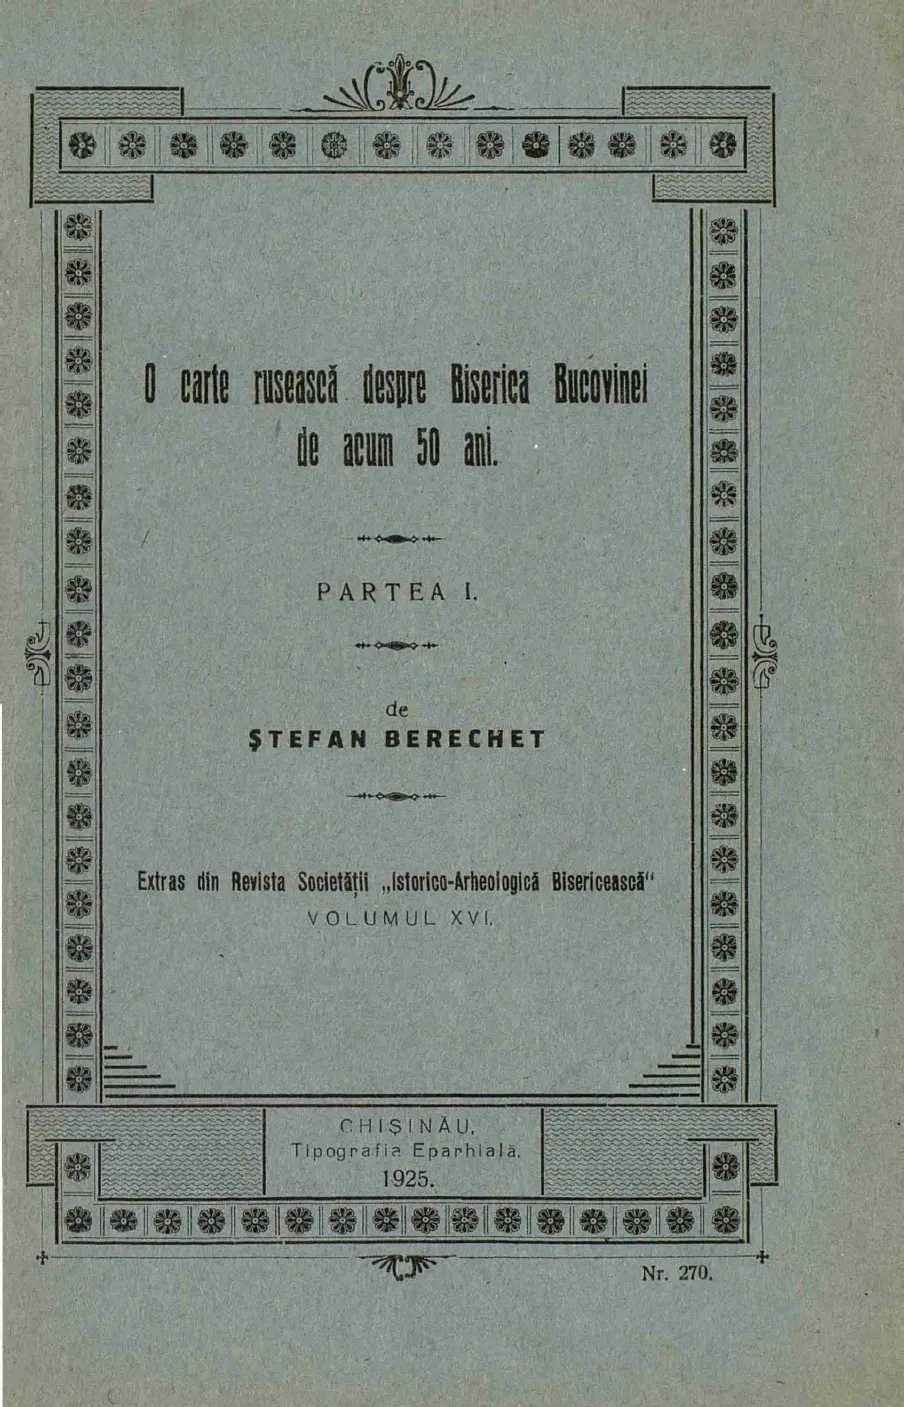 O carte rusească despre Biserica Bucovinei
de acum 50 ani.
PARTEA I.
de
ŞTEFAN BERECHET
Extras din Revista Societăţii „Istorico-Arheologică Bisericească“
VOLUMUL XVI.
CHIŞINĂU,
Tipografia Eparhială.
1925.
Nr. 270.